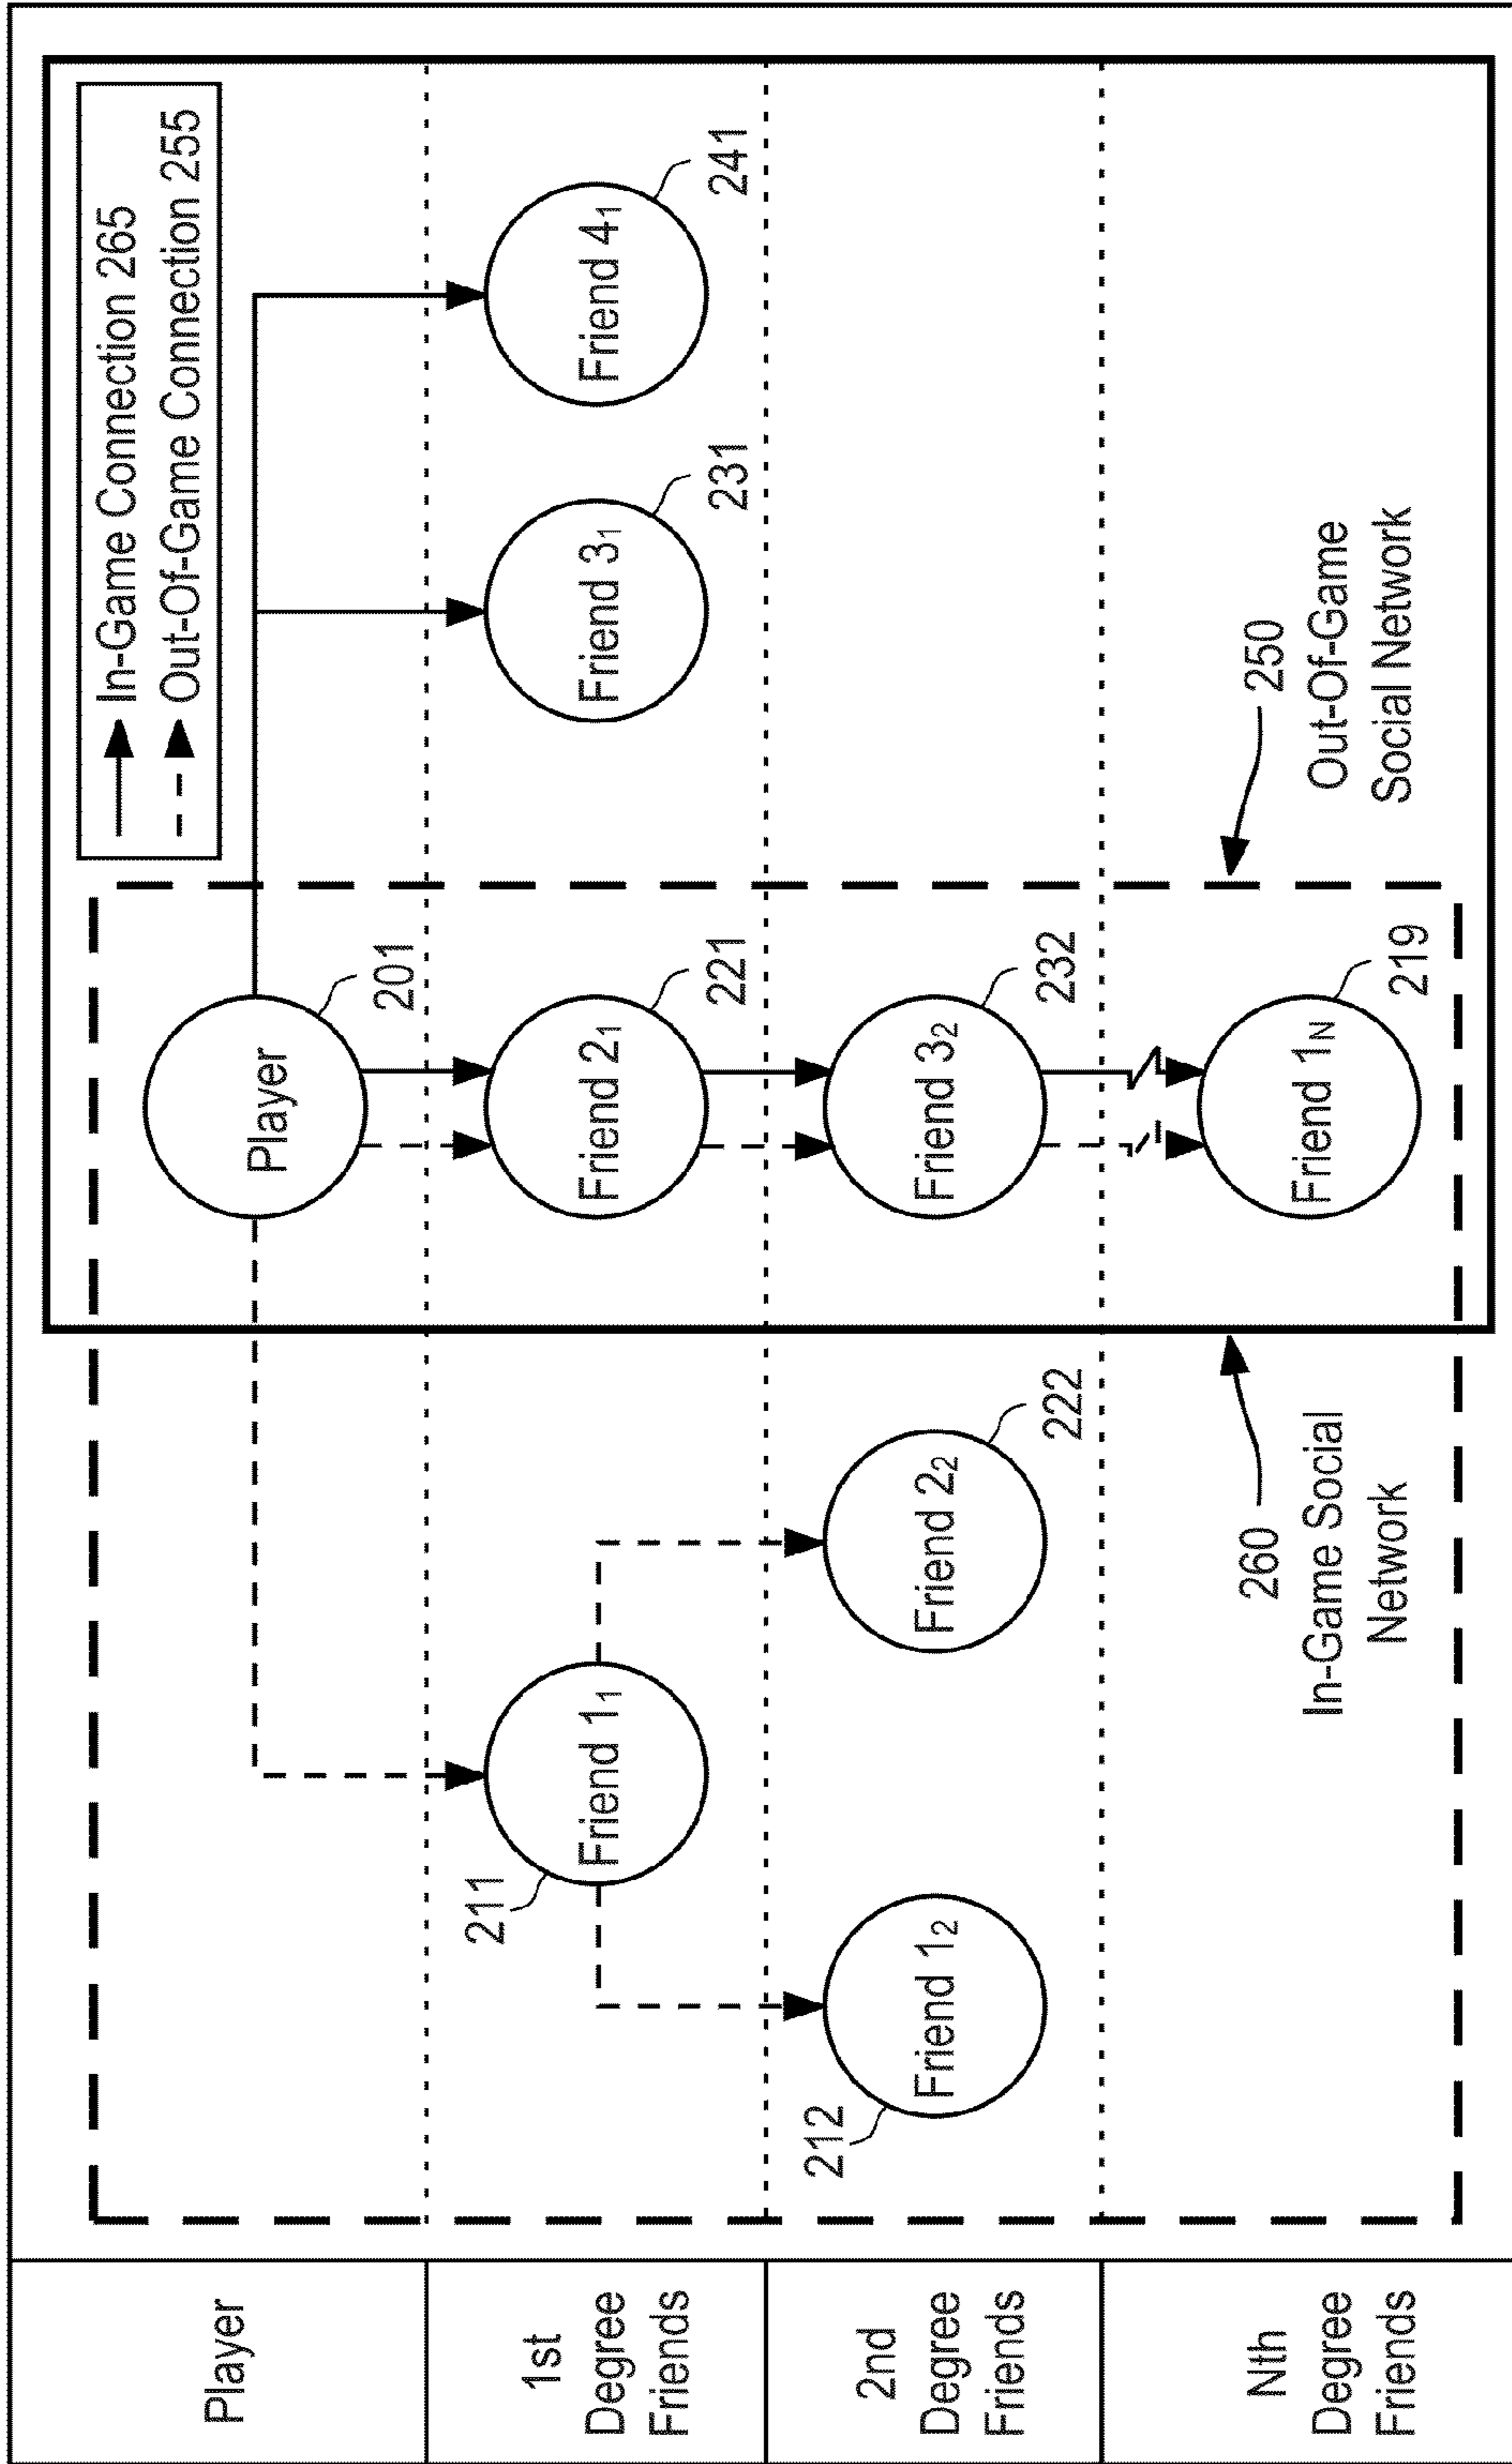 In-Game Connection 265
Out-Of-Game Connection 255
Player
Player
201
1st
Degree
Friends
211
Friend 1₁
Friend 2₁
221
Friend 3₁
231
Friend 4₁
241
2nd
Degree
Friends
212
Friend 1₂
Friend 2₂
222
Friend 3₂
232
Nth
Degree
Friends
260
In-Game Social
Network
Friend 1N
219
250
Out-Of-Game
Social Network